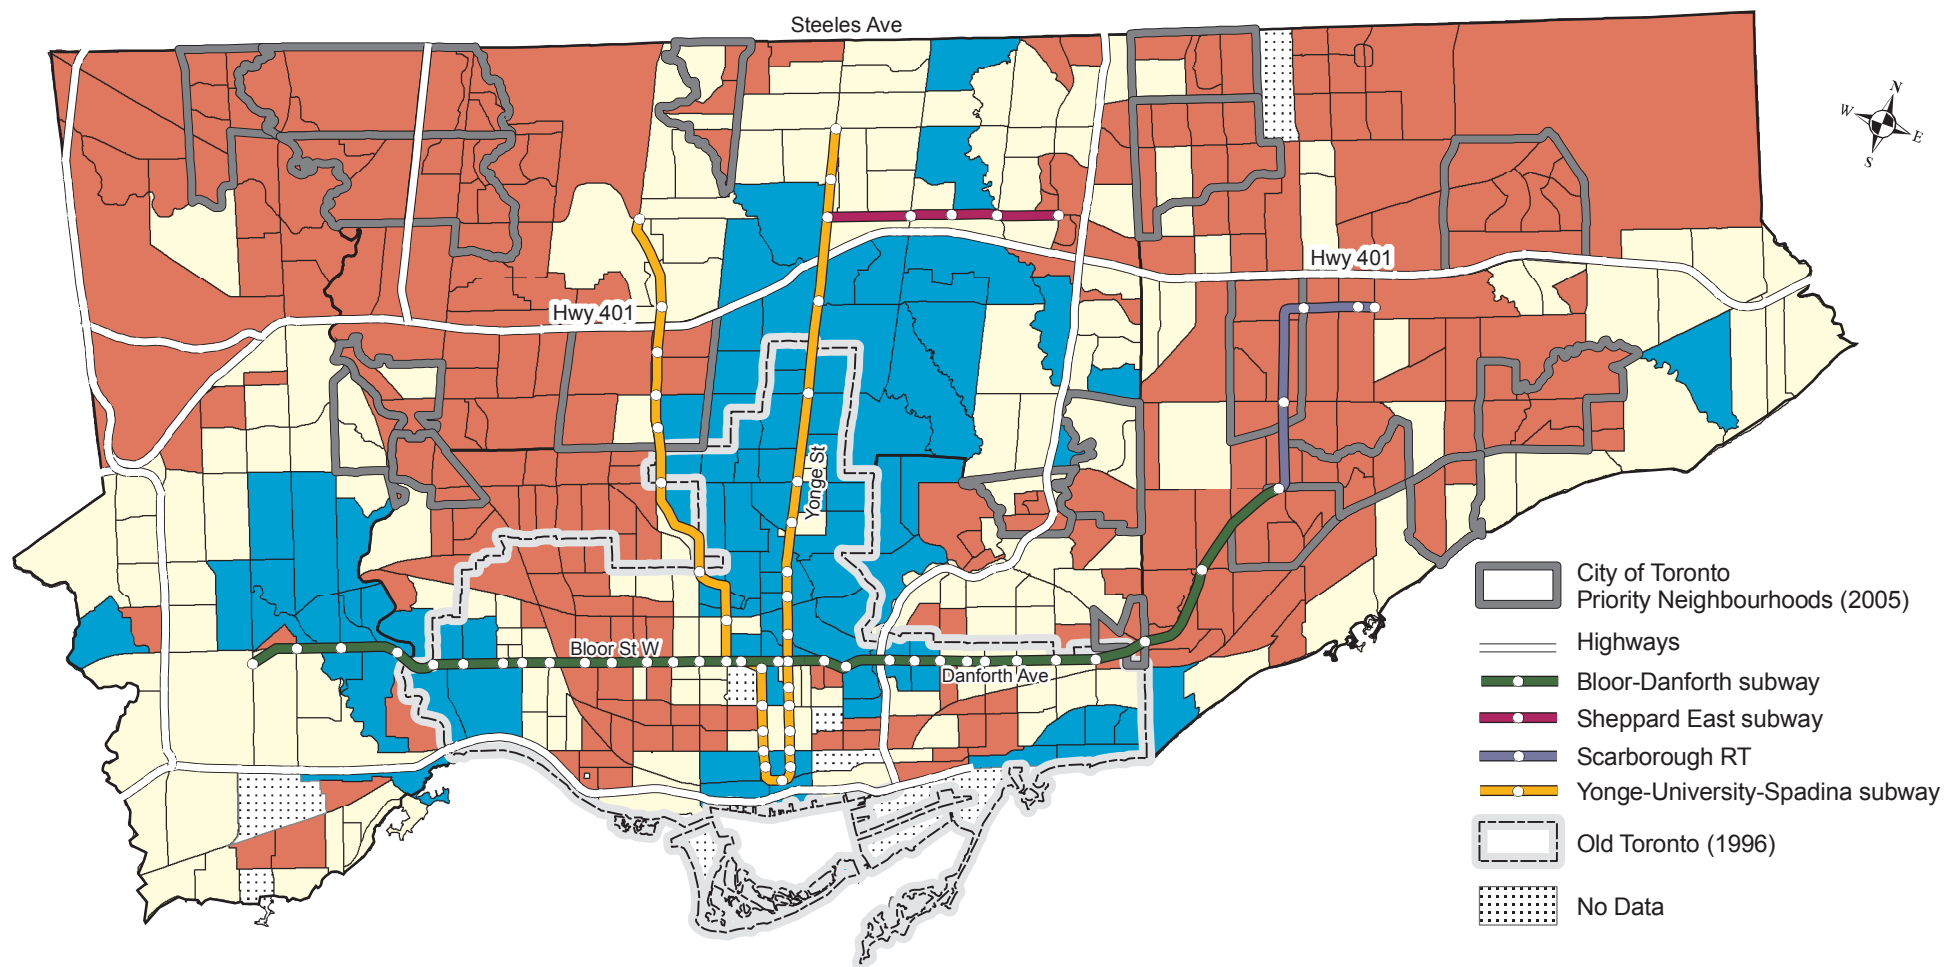 Steeles Ave
N
W
E
S
Hwy 401
Hwy 401
Yonge St
Bloor St W
Danforth Ave
City of Toronto
Priority Neighbourhoods (2005)
Highways
Bloor-Danforth subway
Sheppard East subway
Scarborough RT
Yonge-University-Spadina subway
Old Toronto (1996)
No Data